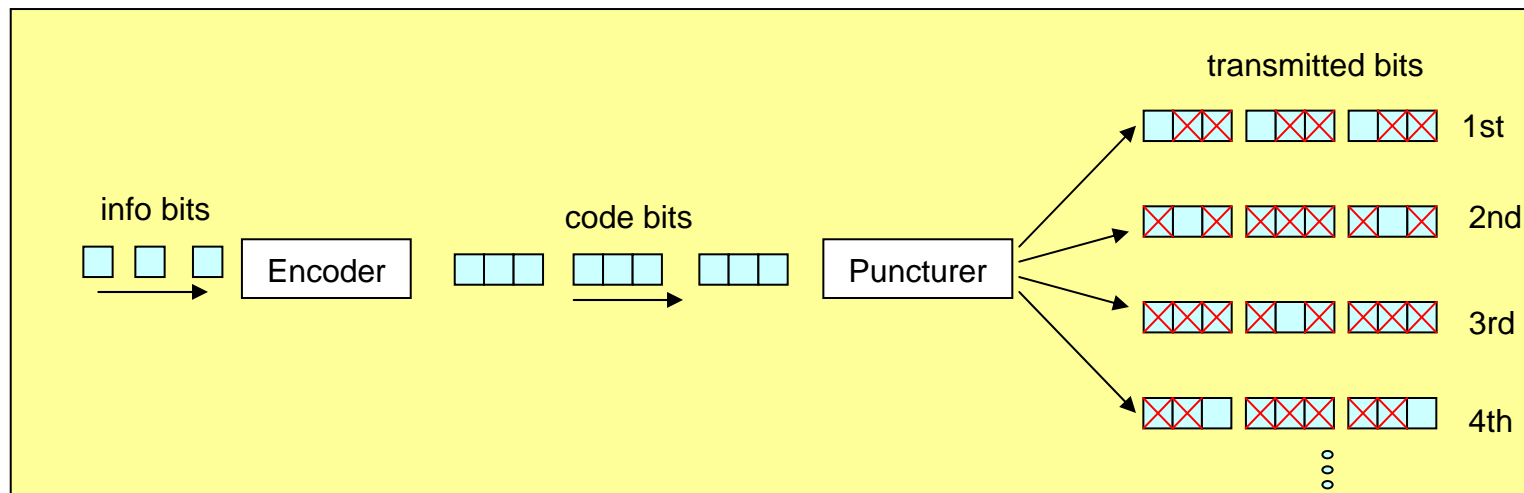 transmitted bits
1st
info bits
code bits
2nd
Encoder
Puncturer
3rd
4th